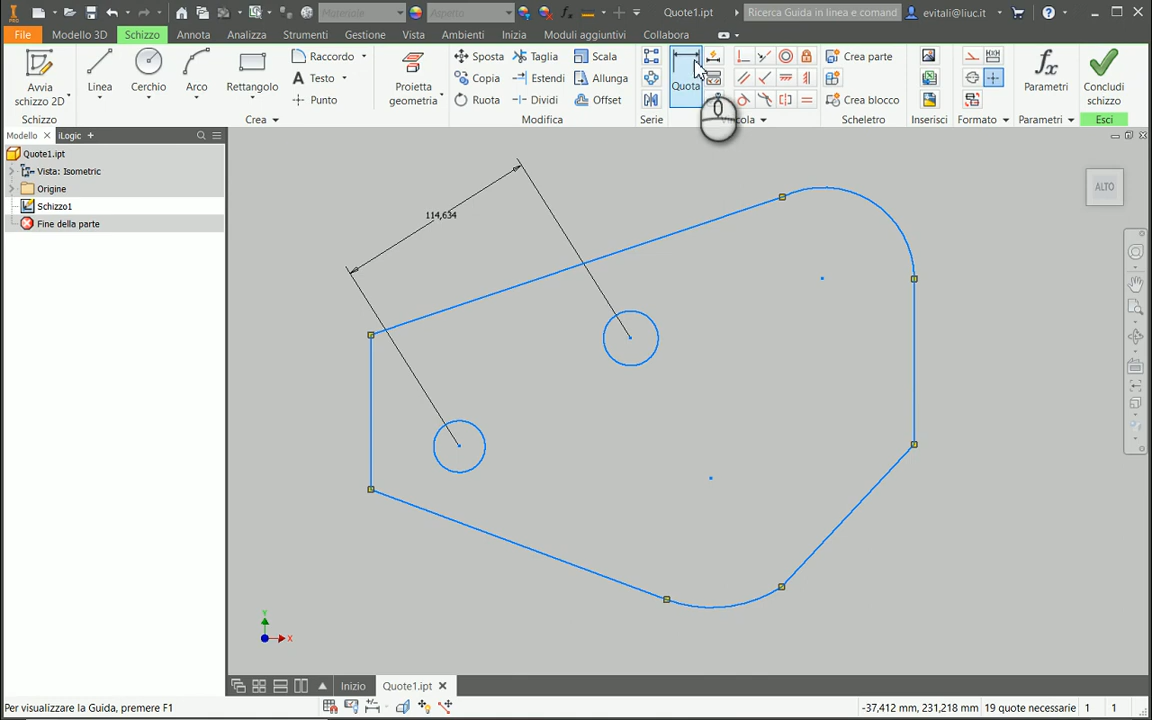 Materiale
Aspetto
Quote1.ipt
Ricerca Guida in linea e comandi
evitali@liuc.it
File
Modello 3D
Schizzo
Annota
Analizza
Strumenti
Gestione
Vista
Ambienti
Inizia
Moduli aggiuntivi
Collabora
Avvia
schizzo 2D
Linea
Cerchio
Arco
Rettangolo
Raccordo
Testo
Punto
Proietta
geometria
Sposta
Copia
Ruota
Taglia
Estendi
Dividi
Scala
Allunga
Offset
Quota
Crea parte
Crea blocco
Parametri
Concludi
schizzo
Schizzo
Crea
Modifica
Serie
Scheletro
Inserisci
Formato
Parametri
Esci
Modello
iLogic
Quote1.ipt
Vista: Isometric
Origine
Schizzo1
Fine della parte
114,634
ALTO
Y
X
Inizio
Quote1.ipt
Per visualizzare la Guida, premere F1
-37,412 mm, 231,218 mm
19 quote necessarie
1
1